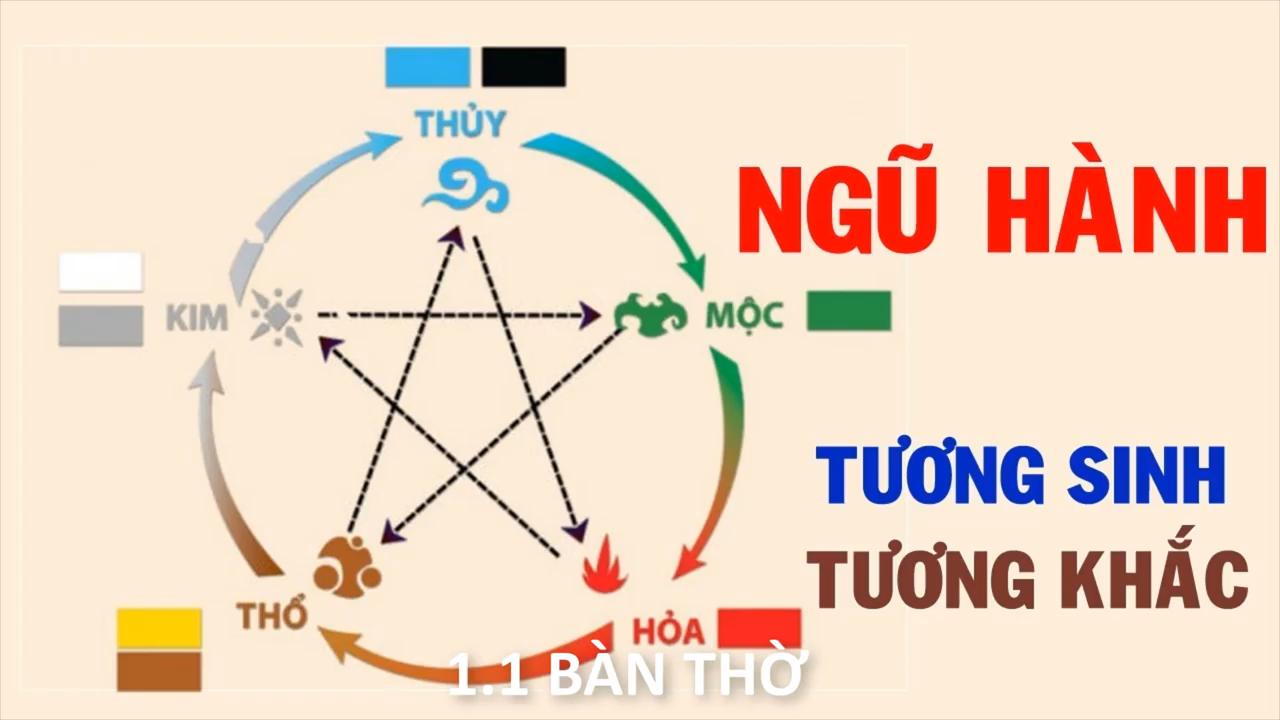 THỦY
NGŨ HÀNH
KIM
MỘC
TƯƠNG SINH
TƯƠNG KHẮC
THỔ
HỎA
1.1 BÀN THỜ